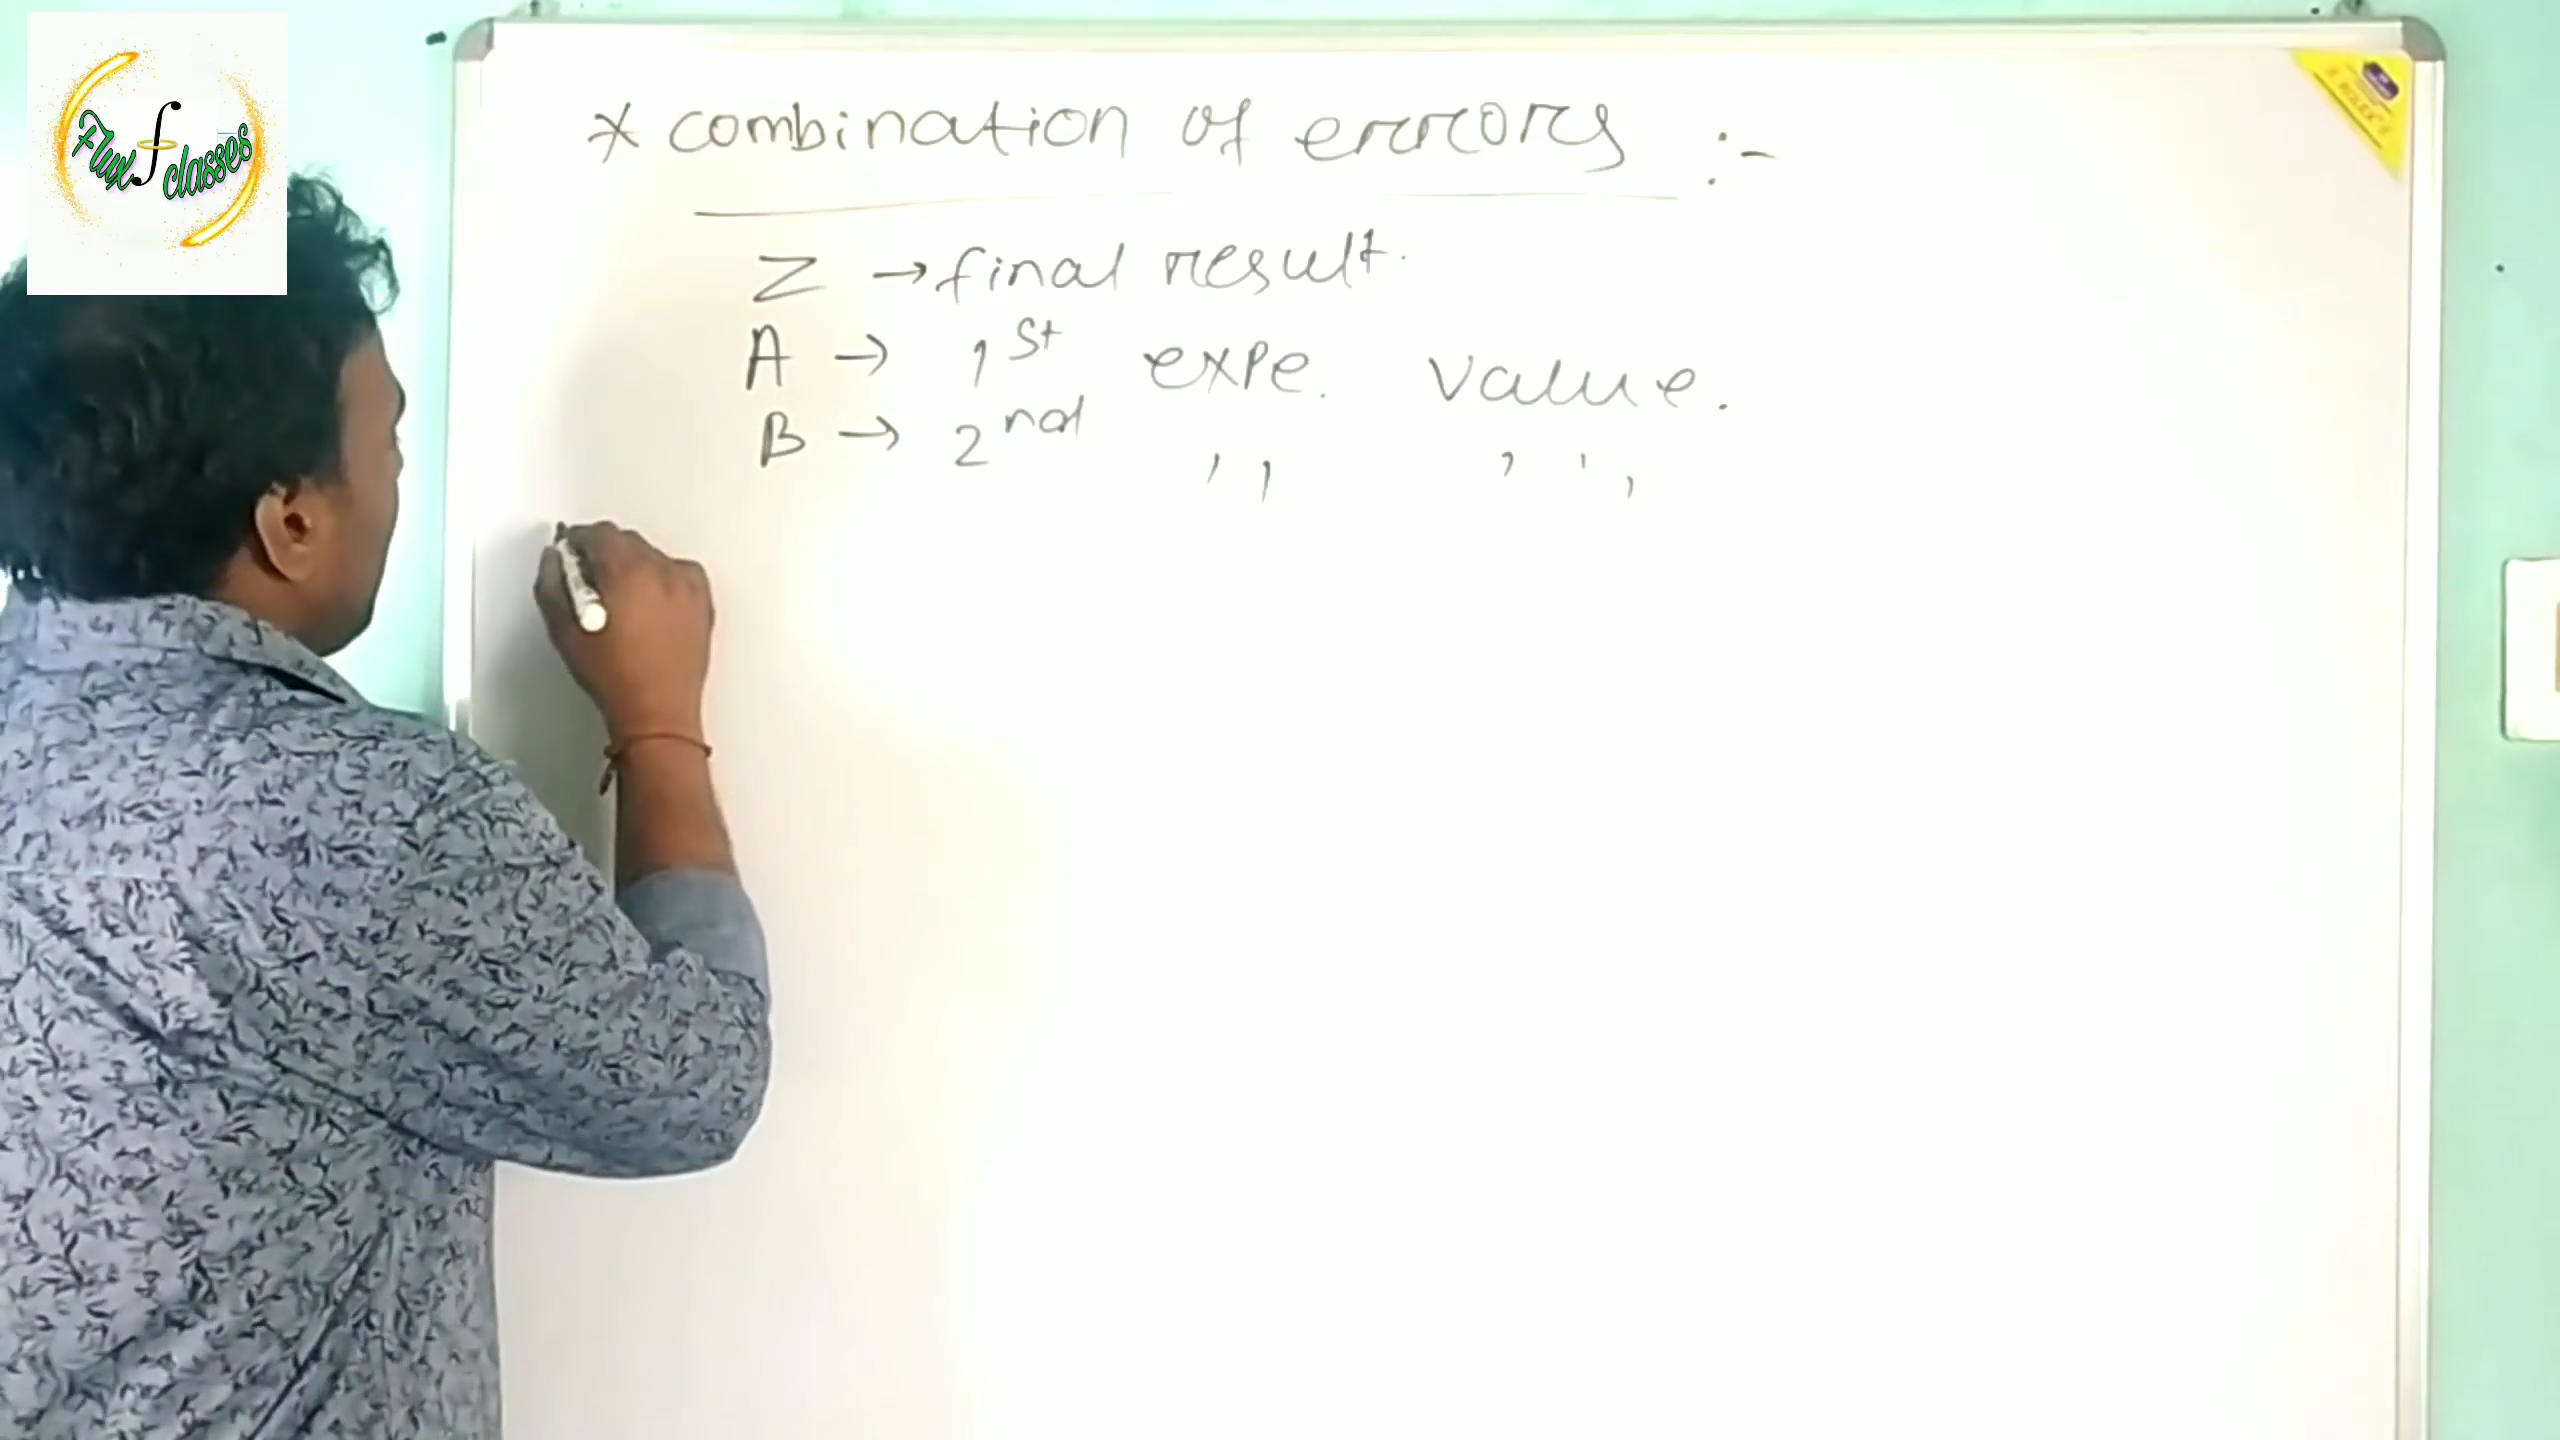 Flux classes
* combination of errors :-
Z → final result.
A → 1st expe. value.
B → 2nd ,, ,,,